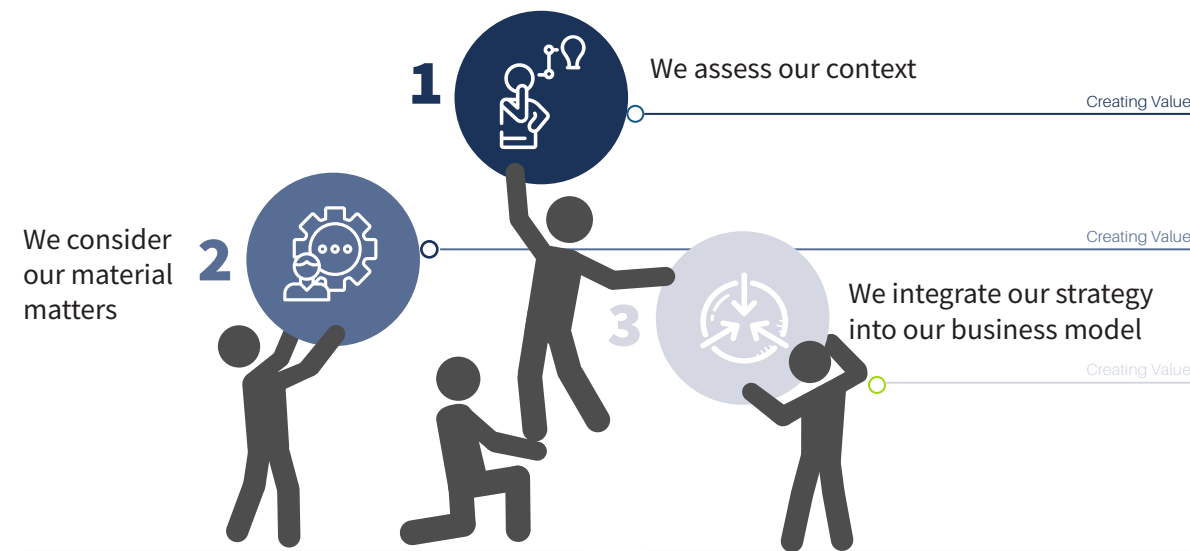 1
We assess our context
Creating Value
2
We consider
our material
matters
Creating Value
3
We integrate our strategy
into our business model
Creating Value